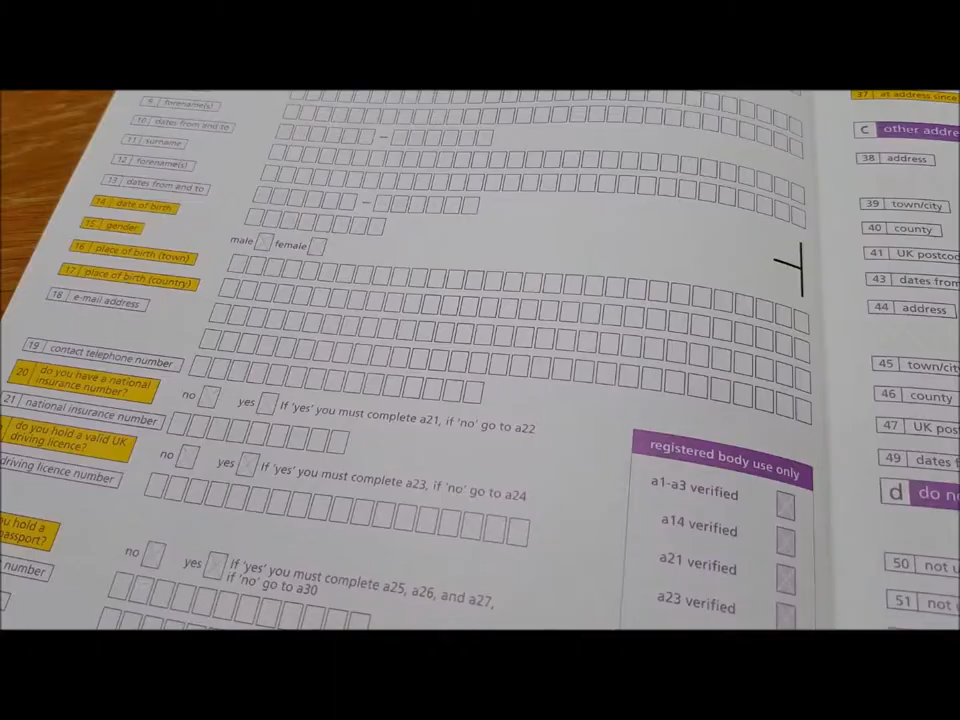 9 forename(s)
10 dates from and to
11 surname
12 forename(s)
13 dates from and to
14 date of birth
15 gender
male female
16 place of birth (town)
17 place of birth (country)
18 e-mail address
19 contact telephone number
20 do you have a national
insurance number?
no yes If 'yes' you must complete a21, if 'no' go to a22
21 national insurance number
do you hold a valid UK
driving licence?
no yes If 'yes' you must complete a23, if 'no' go to a24
driving licence number
you hold a
passport?
no yes If 'yes' you must complete a25, a26, and a27,
if 'no' go to a30
number
registered body use only
a1-a3 verified
a14 verified
a21 verified
a23 verified
37 at address since
c other addre
38 address
39 town/city
40 county
41 UK postcod
43 dates from
44 address
45 town/city
46 county
47 UK pos
49 dates f
d do no
50 not u
51 not u